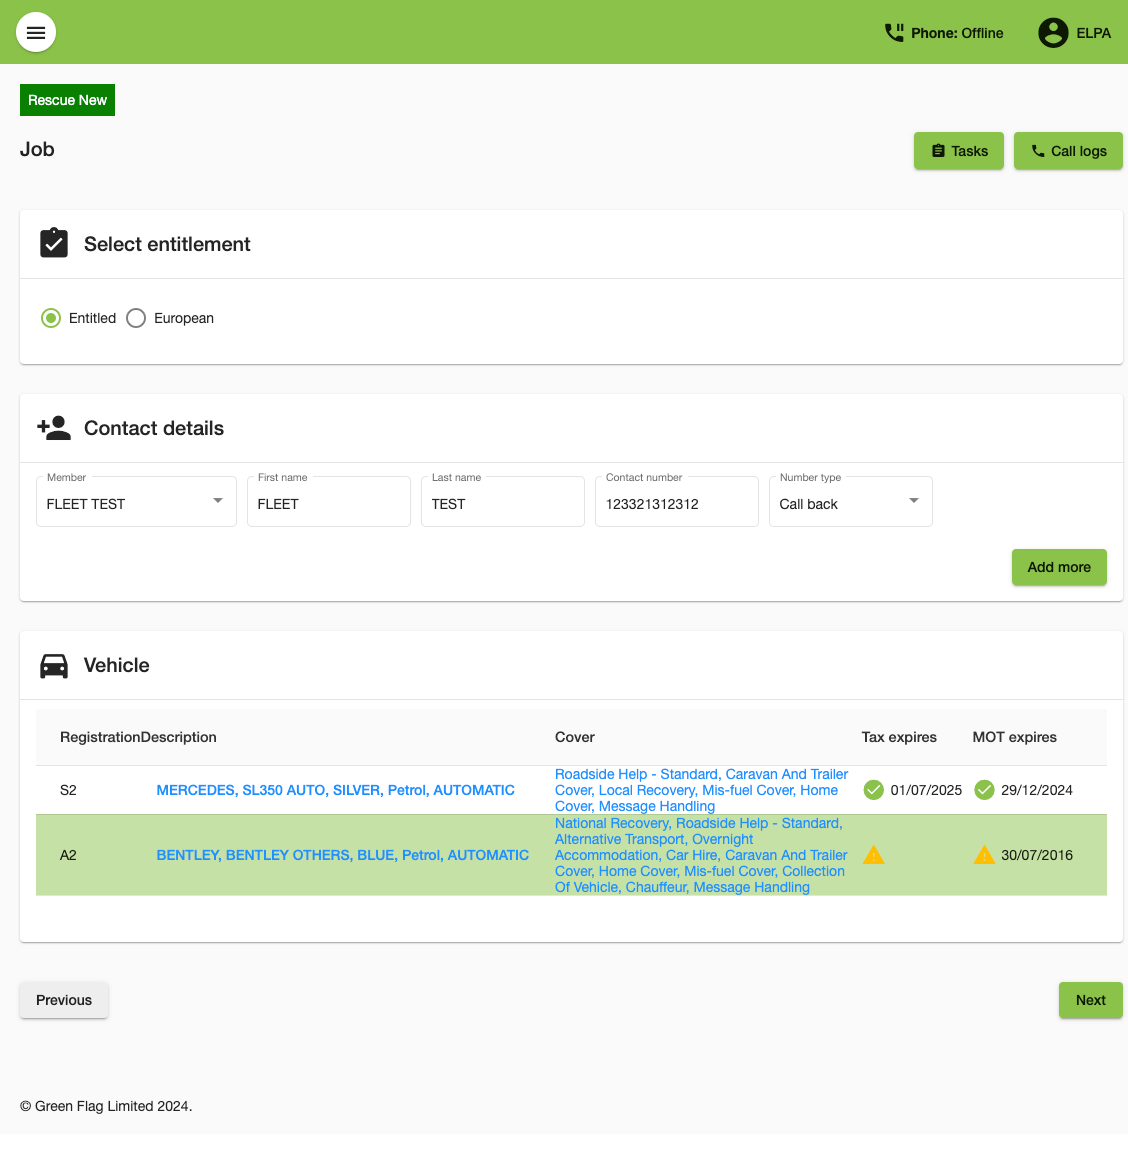 Phone: Offline
ELPA
Rescue New
Job
Tasks
Call logs
Select entitlement
Entitled
European
Contact details
Member
First name
Last name
Contact number
Number type
FLEET TEST
FLEET
TEST
123321312312
Call back
Add more
Vehicle
Registration Description Cover Tax expires MOT expires
S2
MERCEDES, SL350 AUTO, SILVER, Petrol, AUTOMATIC
Roadside Help - Standard, Caravan And Trailer
Cover, Local Recovery, Mis-fuel Cover, Home
Cover, Message Handling
01/07/2025
29/12/2024
A2
BENTLEY, BENTLEY OTHERS, BLUE, Petrol, AUTOMATIC
National Recovery, Roadside Help - Standard,
Alternative Transport, Overnight
Accommodation, Car Hire, Caravan And Trailer
Cover, Home Cover, Mis-fuel Cover, Collection
Of Vehicle, Chauffeur, Message Handling
30/07/2016
Previous
Next
© Green Flag Limited 2024.